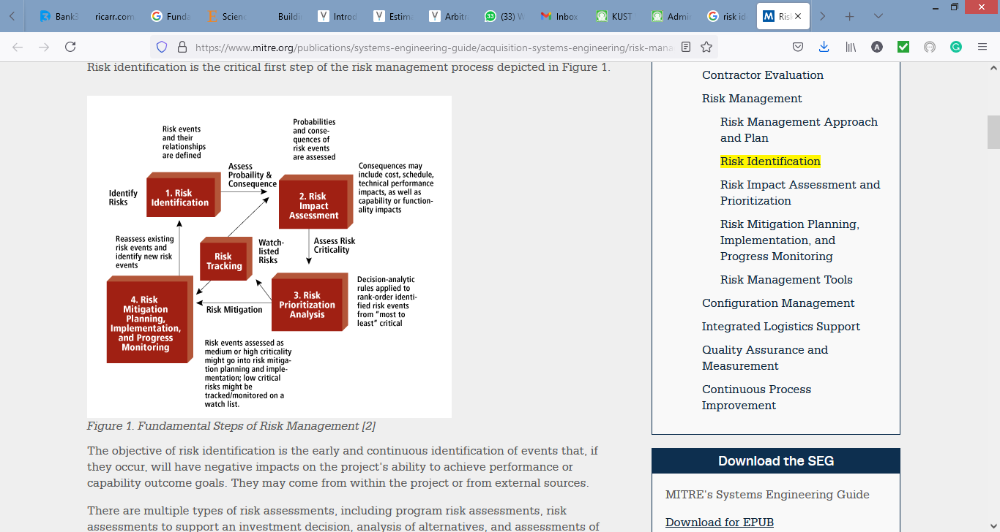 Bank3
ricarr.com
Funda
Scienc
Buildi
Introd
Estima
Arbitra
(33) W
Inbox
KUST
Admir
risk id
Risk
https://www.mitre.org/publications/systems-engineering-guide/acquisition-systems-engineering/risk-mana
Risk identification is the critical first step of the risk management process depicted in Figure 1.
Risk events
and their
relationships
are defined
Probabilities
and conse-
quences of
risk events
are assessed
Assess
Probaility &
Consequence
Consequences may
include cost, schedule,
technical performance
impacts, as well as
capability or function-
ality impacts
Identify
Risks
1. Risk
Identification
2. Risk
Impact
Assessment
Reassess existing
risk events and
identify new risk
events
Risk
Tracking
Watch-
listed
Risks
Assess Risk
Criticality
4. Risk
Mitigation
Planning,
Implementation,
and Progress
Monitoring
Risk Mitigation
3. Risk
Prioritization
Analysis
Decision-analytic
rules applied to
rank-order identi-
fied risk events
from "most to
least" critical
Risk events assessed as
medium or high criticality
might go into risk mitiga-
tion planning and imple-
mentation; low critical
risks might be
tracked/monitored on a
watch list.
Figure 1. Fundamental Steps of Risk Management [2]
The objective of risk identification is the early and continuous identification of events that, if
they occur, will have negative impacts on the project's ability to achieve performance or
capability outcome goals. They may come from within the project or from external sources.
There are multiple types of risk assessments, including program risk assessments, risk
assessments to support an investment decision, analysis of alternatives, and assessments of
Contractor Evaluation
Risk Management
Risk Management Approach
and Plan
Risk Identification
Risk Impact Assessment and
Prioritization
Risk Mitigation Planning,
Implementation, and
Progress Monitoring
Risk Management Tools
Configuration Management
Integrated Logistics Support
Quality Assurance and
Measurement
Continuous Process
Improvement
Download the SEG
MITRE's Systems Engineering Guide
Download for EPUB